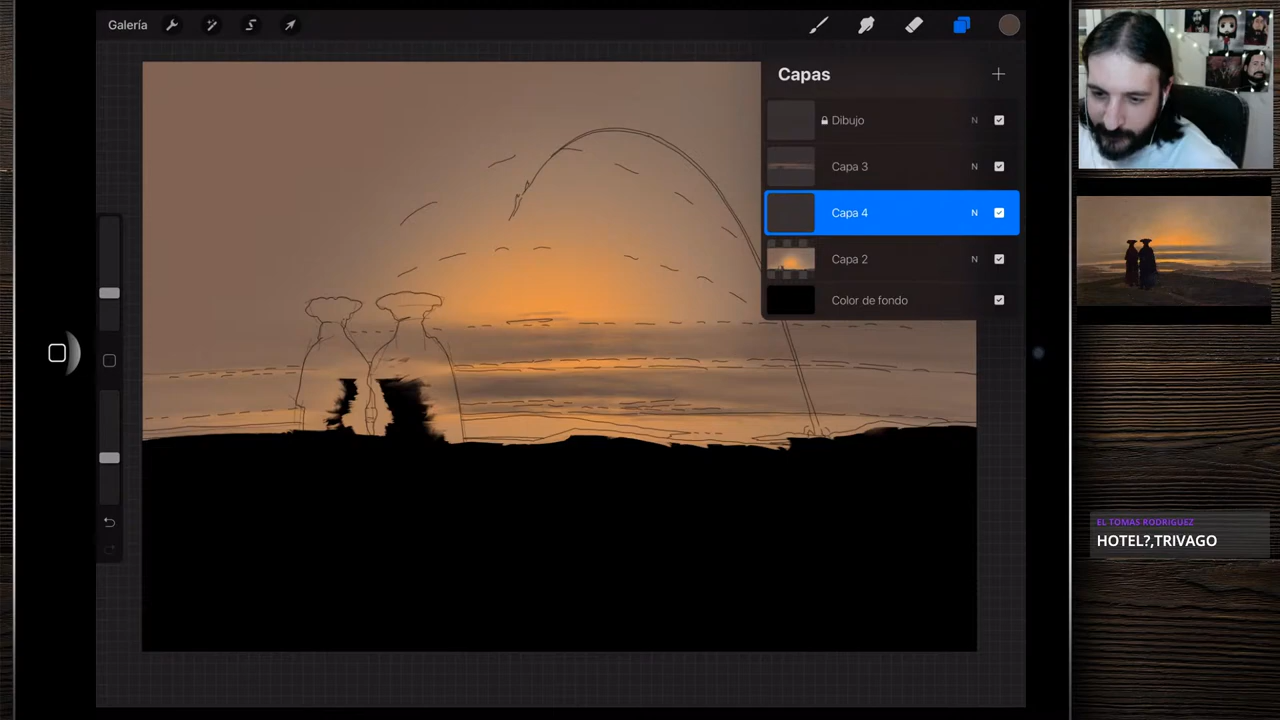 Galería
Capas
Dibujo N
Capa 3 N
Capa 4 N
Capa 2 N
Color de fondo
EL TOMAS RODRIGUEZ
HOTEL?,TRIVAGO